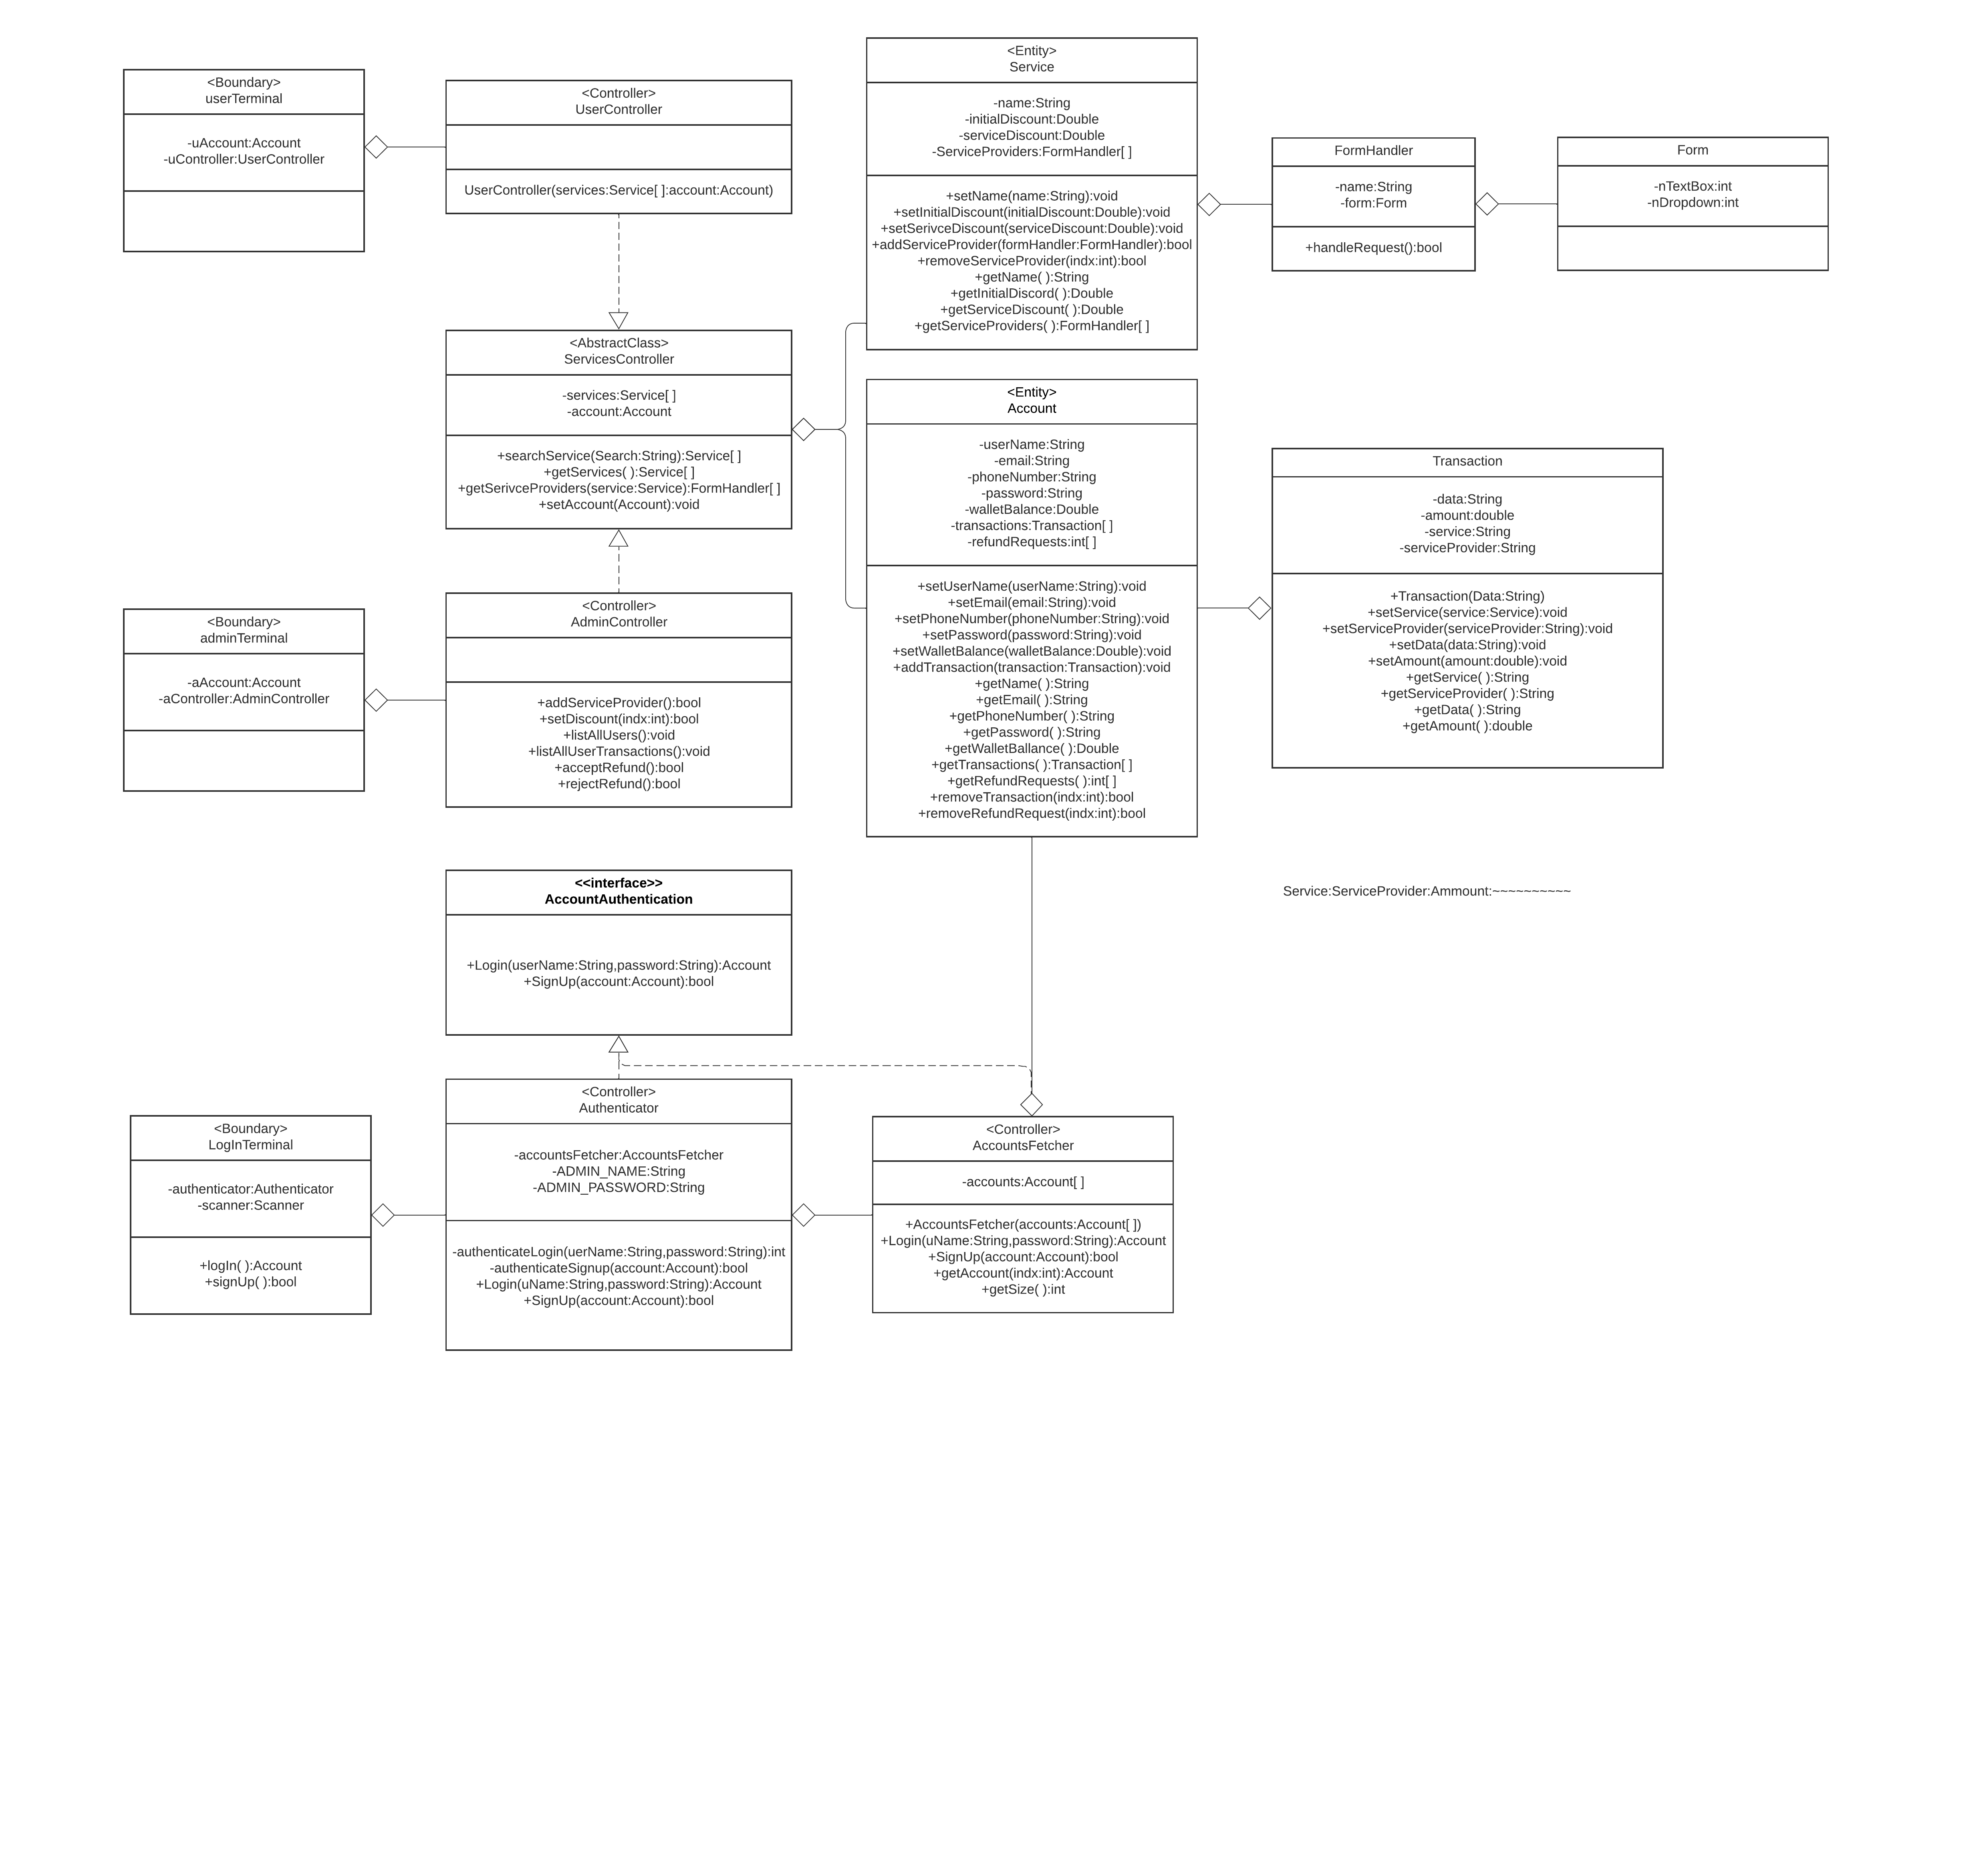 <Boundary>
userTerminal
-uAccount:Account
-uController:UserController
<Controller>
UserController
UserController(services:Service[ ]:account:Account)
<Entity>
Service
-name:String
-initialDiscount:Double
-serviceDiscount:Double
-ServiceProviders:FormHandler[ ]
+setName(name:String):void
+setInitialDiscount(initialDiscount:Double):void
+setSerivceDiscount(serviceDiscount:Double):void
+addServiceProvider(formHandler:FormHandler):bool
+removeServiceProvider(indx:int):bool
+getName( ):String
+getInitialDiscord( ):Double
+getServiceDiscount( ):Double
+getServiceProviders( ):FormHandler[ ]
FormHandler
-name:String
-form:Form
+handleRequest():bool
Form
-nTextBox:int
-nDropdown:int
<AbstractClass>
ServicesController
-services:Service[ ]
-account:Account
+searchService(Search:String):Service[ ]
+getServices( ):Service[ ]
+getSerivceProviders(service:Service):FormHandler[ ]
+setAccount(Account):void
<Entity>
Account
-userName:String
-email:String
-phoneNumber:String
-password:String
-walletBalance:Double
-transactions:Transaction[ ]
-refundRequests:int[ ]
+setUserName(userName:String):void
+setEmail(email:String):void
+setPhoneNumber(phoneNumber:String):void
+setPassword(password:String):void
+setWalletBalance(walletBalance:Double):void
+addTransaction(transaction:Transaction):void
+getName( ):String
+getEmail( ):String
+getPhoneNumber( ):String
+getPassword( ):String
+getWalletBallance( ):Double
+getTransactions( ):Transaction[ ]
+getRefundRequests( ):int[ ]
+removeTransaction(indx:int):bool
+removeRefundRequest(indx:int):bool
Transaction
-data:String
-amount:double
-service:String
-serviceProvider:String
+Transaction(Data:String)
+setService(service:Service):void
+setServiceProvider(serviceProvider:String):void
+setData(data:String):void
+setAmount(amount:double):void
+getService( ):String
+getServiceProvider( ):String
+getData( ):String
+getAmount( ):double
<Boundary>
adminTerminal
-aAccount:Account
-aController:AdminController
<Controller>
AdminController
+addServiceProvider():bool
+setDiscount(indx:int):bool
+listAllUsers():void
+listAllUserTransactions():void
+acceptRefund():bool
+rejectRefund():bool
<<interface>>
AccountAuthentication
+Login(userName:String,password:String):Account
+SignUp(account:Account):bool
Service:ServiceProvider:Ammount:~~~~~~~~~~
<Boundary>
LogInTerminal
-authenticator:Authenticator
-scanner:Scanner
+logIn( ):Account
+signUp( ):bool
<Controller>
Authenticator
-accountsFetcher:AccountsFetcher
-ADMIN_NAME:String
-ADMIN_PASSWORD:String
-authenticateLogin(uerName:String,password:String):int
-authenticateSignup(account:Account):bool
+Login(uName:String,password:String):Account
+SignUp(account:Account):bool
<Controller>
AccountsFetcher
-accounts:Account[ ]
+AccountsFetcher(accounts:Account[ ])
+Login(uName:String,password:String):Account
+SignUp(account:Account):bool
+getAccount(indx:int):Account
+getSize( ):int